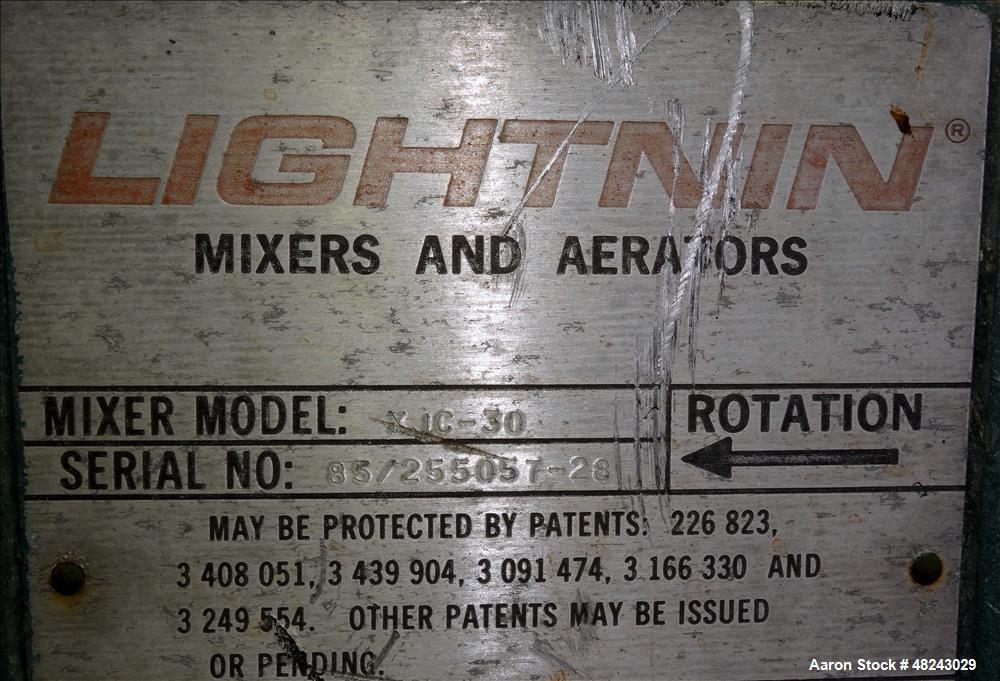 LIGHTNIN®
MIXERS AND AERATORS
MIXER MODEL:
ROTATION
SERIAL NO: 85/255057-28
MAY BE PROTECTED BY PATENTS: 226 823,
3 408 051, 3 439 904, 3 091 474, 3 166 330 AND
3 249 554. OTHER PATENTS MAY BE ISSUED
OR PENDING.
Aaron Stock # 48243029